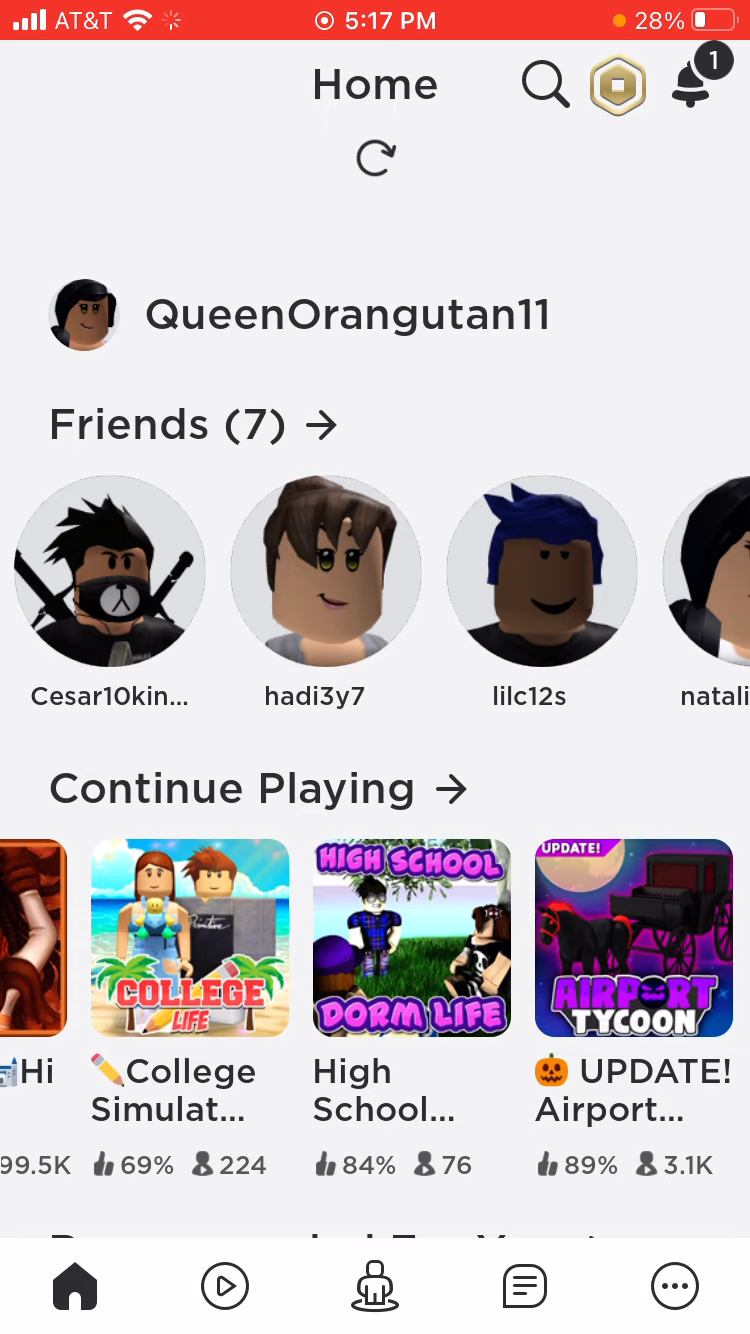 AT&T 5:17 PM 28%
Home
1
QueenOrangutan11
Friends (7)
Cesar10kin... hadi3y7 lilc12s natali
Continue Playing
UPDATE!
HIGH SCHOOL
Primitive
COLLEGE
LIFE
DORM LIFE
AIRPORT
TYCOON
Hi ✏️College High 🎃 UPDATE!
Simulat... School... Airport...
99.5K 69% 224 84% 76 89% 3.1K